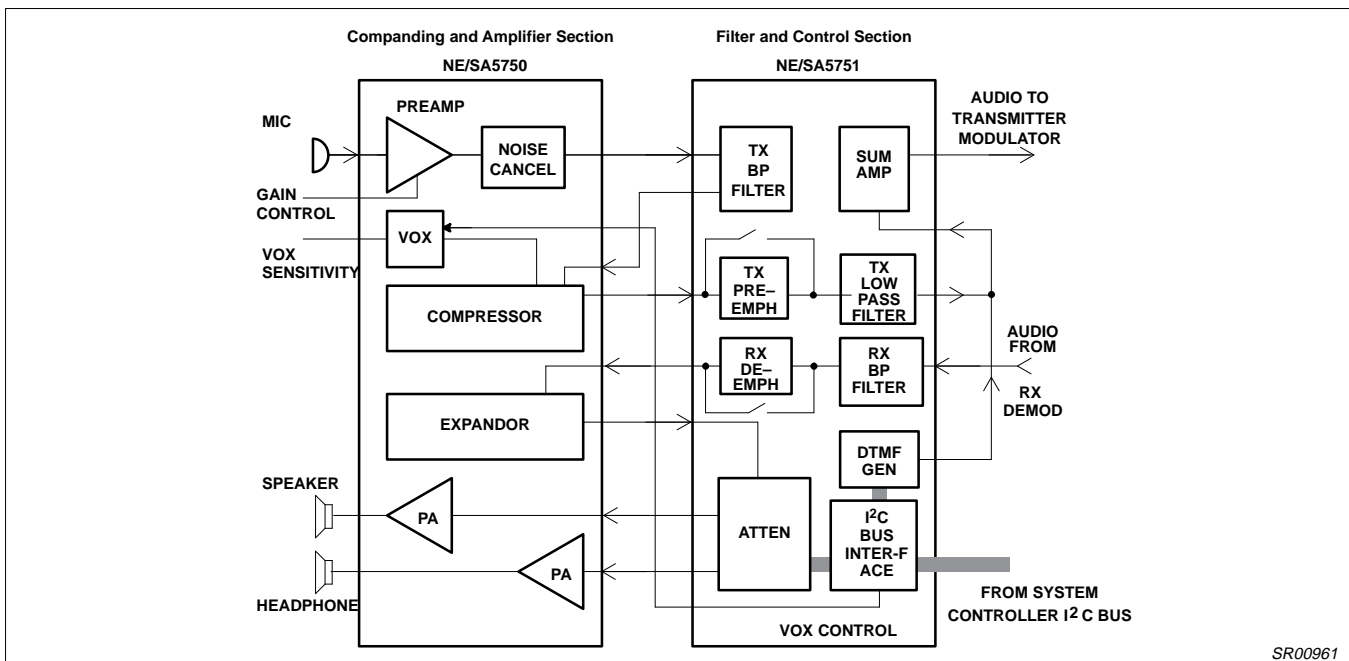 Companding and Amplifier Section
NE/SA5750
Filter and Control Section
NE/SA5751
MIC
PREAMP
NOISE
CANCEL
GAIN
CONTROL
VOX
VOX
SENSITIVITY
COMPRESSOR
EXPANDOR
SPEAKER
PA
PA
HEADPHONE
TX
BP
FILTER
SUM
AMP
AUDIO TO
TRANSMITTER
MODULATOR
TX
PRE–
EMPH
TX
LOW
PASS
FILTER
RX
DE–
EMPH
RX
BP
FILTER
AUDIO
FROM
RX
DEMOD
DTMF
GEN
ATTEN
I2C
BUS
INTER-F
ACE
FROM SYSTEM
CONTROLLER I2 C BUS
VOX CONTROL
SR00961